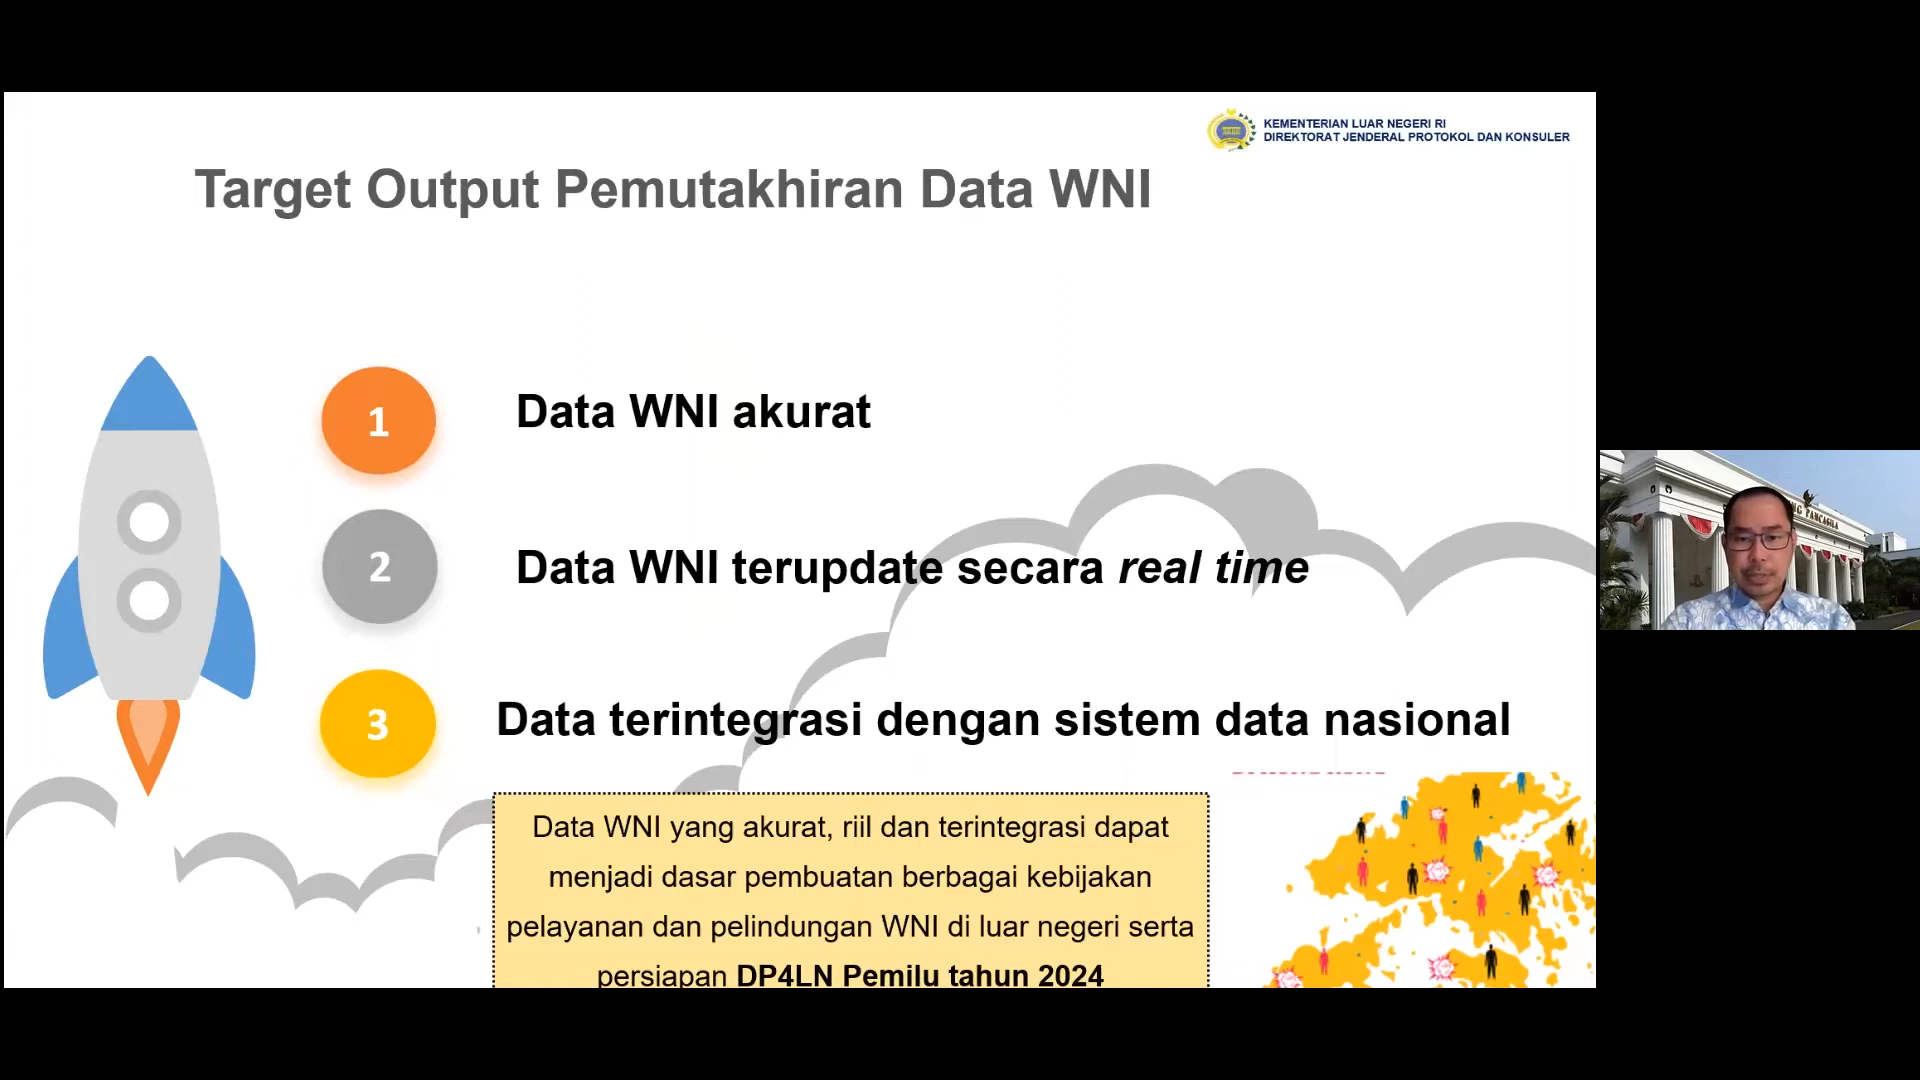 KEMENTERIAN LUAR NEGERI RI
DIREKTORAT JENDERAL PROTOKOL DAN KONSULER
Target Output Pemutakhiran Data WNI
1
Data WNI akurat
2
Data WNI terupdate secara real time
3
Data terintegrasi dengan sistem data nasional
Data WNI yang akurat, riil dan terintegrasi dapat
menjadi dasar pembuatan berbagai kebijakan
pelayanan dan pelindungan WNI di luar negeri serta
persiapan DP4LN Pemilu tahun 2024
PANCASILA